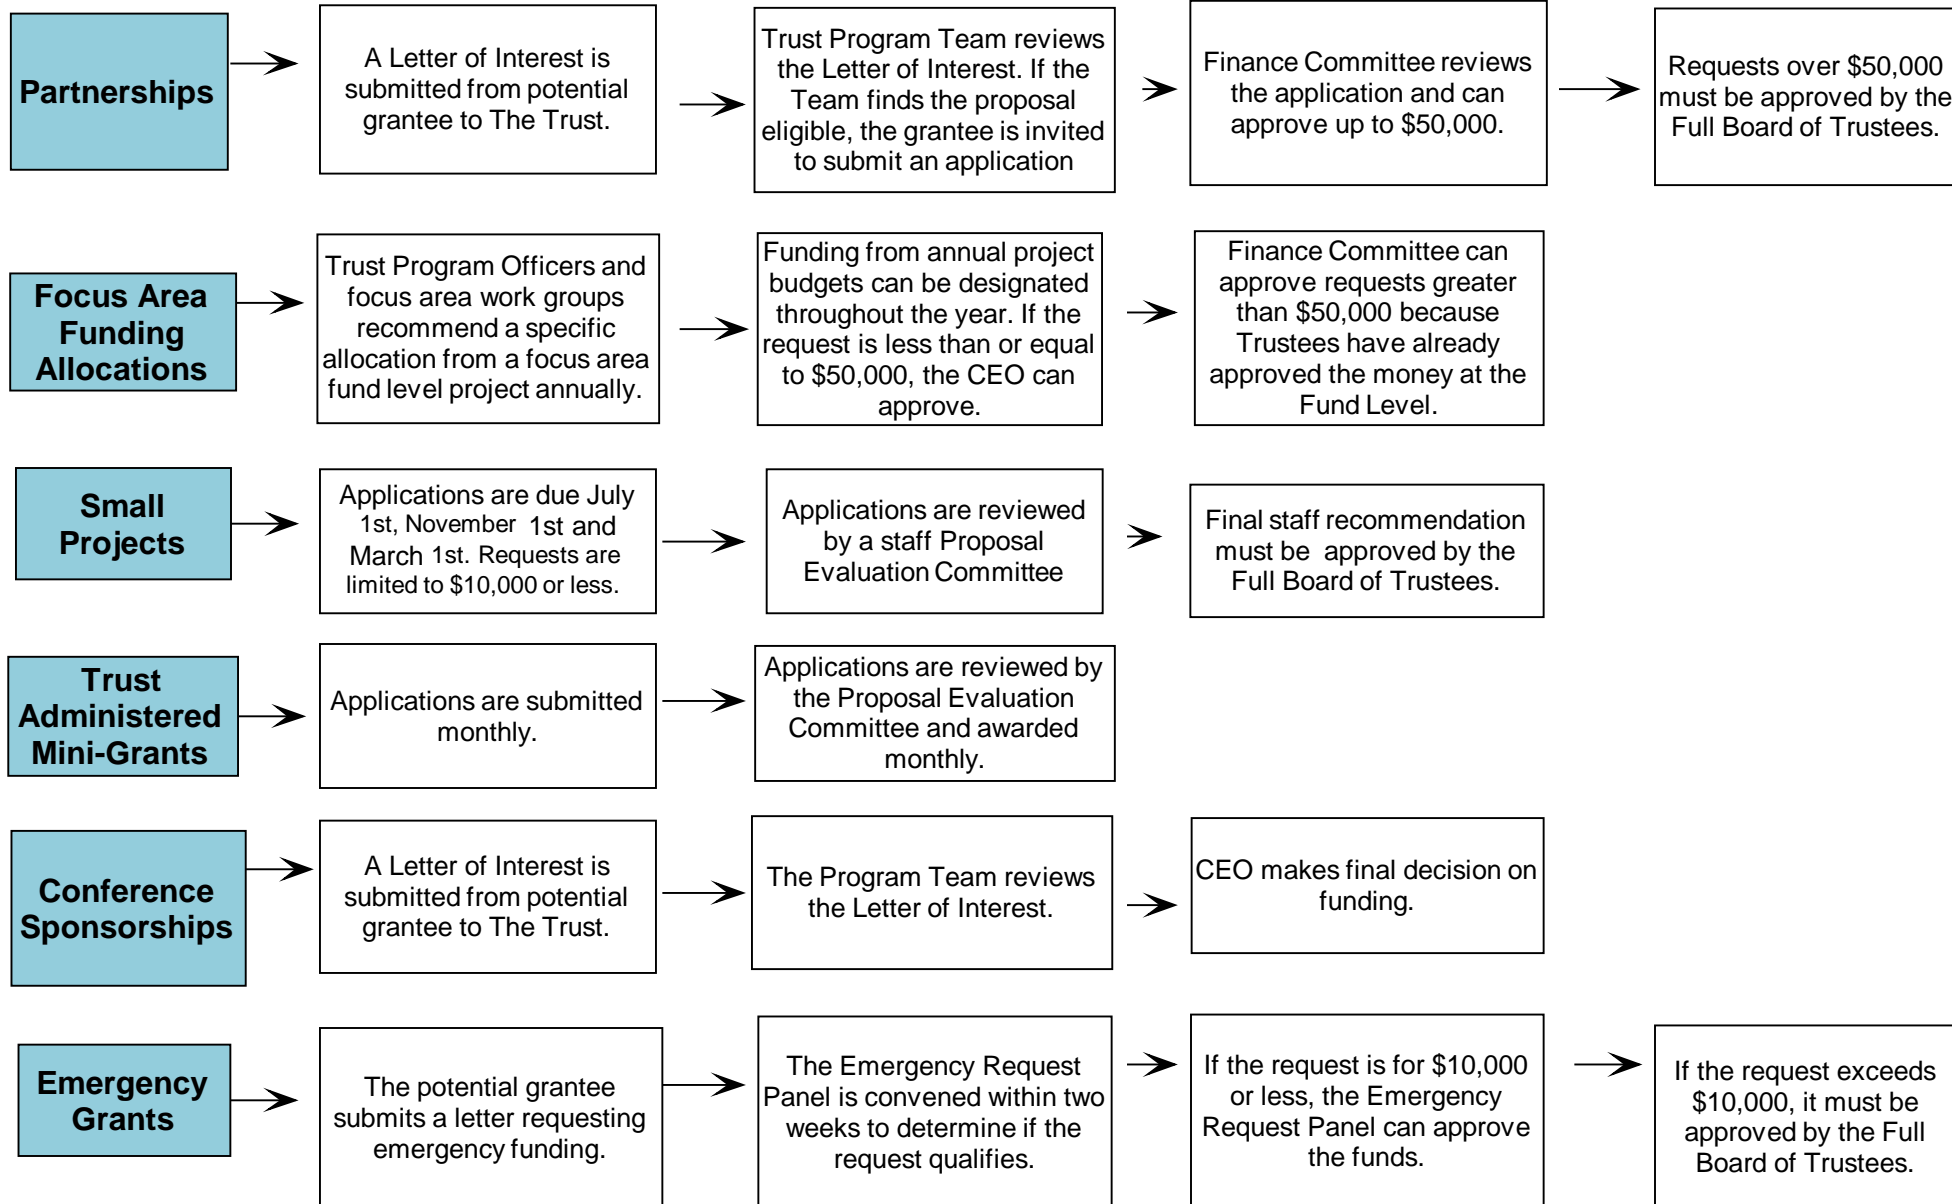 Partnerships
A Letter of Interest is
submitted from potential
grantee to The Trust.
Trust Program Team reviews
the Letter of Interest. If the
Team finds the proposal
eligible, the grantee is invited
to submit an application
Finance Committee reviews
the application and can
approve up to $50,000.
Requests over $50,000
must be approved by the
Full Board of Trustees.
Focus Area
Funding
Allocations
Trust Program Officers and
focus area work groups
recommend a specific
allocation from a focus area
fund level project annually.
Funding from annual project
budgets can be designated
throughout the year. If the
request is less than or equal
to $50,000, the CEO can
approve.
Finance Committee can
approve requests greater
than $50,000 because
Trustees have already
approved the money at the
Fund Level.
Small
Projects
Applications are due July
1st, November 1st and
March 1st. Requests are
limited to $10,000 or less.
Applications are reviewed
by a staff Proposal
Evaluation Committee
Final staff recommendation
must be approved by the
Full Board of Trustees.
Trust
Administered
Mini-Grants
Applications are submitted
monthly.
Applications are reviewed by
the Proposal Evaluation
Committee and awarded
monthly.
Conference
Sponsorships
A Letter of Interest is
submitted from potential
grantee to The Trust.
The Program Team reviews
the Letter of Interest.
CEO makes final decision on
funding.
Emergency
Grants
The potential grantee
submits a letter requesting
emergency funding.
The Emergency Request
Panel is convened within two
weeks to determine if the
request qualifies.
If the request is for $10,000
or less, the Emergency
Request Panel can approve
the funds.
If the request exceeds
$10,000, it must be
approved by the Full
Board of Trustees.